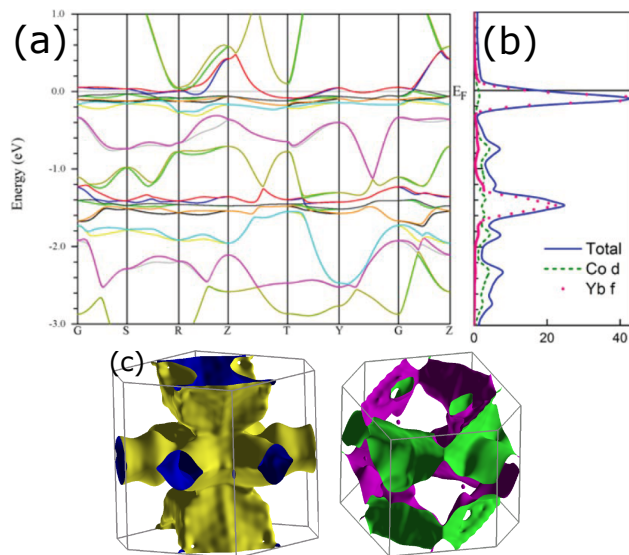 (a)
(b)
1.0
0.0
-1.0
-2.0
-3.0
Energy (eV)
E_F
G S R Z T Y G Z
Total
Co d
Yb f
0 20 40
(c)